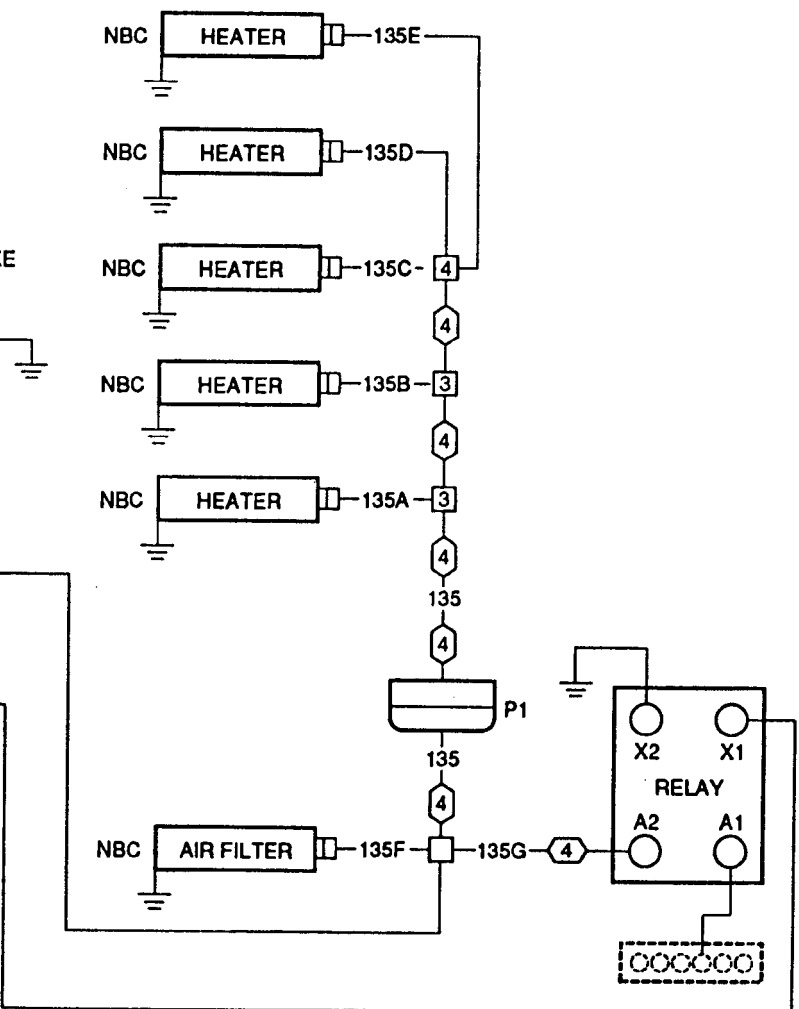 NBC HEATER 135E
NBC HEATER 135D
XE
NBC HEATER 135C 4
4
NBC HEATER 135B 3
4
NBC HEATER 135A 3
4
135
4
P1
X2 X1
135
RELAY
4
A2 A1
NBC AIR FILTER 135F 135G 4